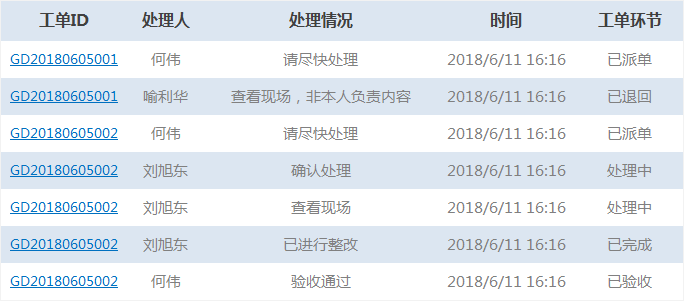 工单ID 处理人 处理情况 时间 工单环节
GD20180605001 何伟 请尽快处理 2018/6/11 16:16 已派单
GD20180605001 喻利华 查看现场，非本人负责内容 2018/6/11 16:16 已退回
GD20180605002 何伟 请尽快处理 2018/6/11 16:16 已派单
GD20180605002 刘旭东 确认处理 2018/6/11 16:16 处理中
GD20180605002 刘旭东 查看现场 2018/6/11 16:16 处理中
GD20180605002 刘旭东 已进行整改 2018/6/11 16:16 已完成
GD20180605002 何伟 验收通过 2018/6/11 16:16 已验收